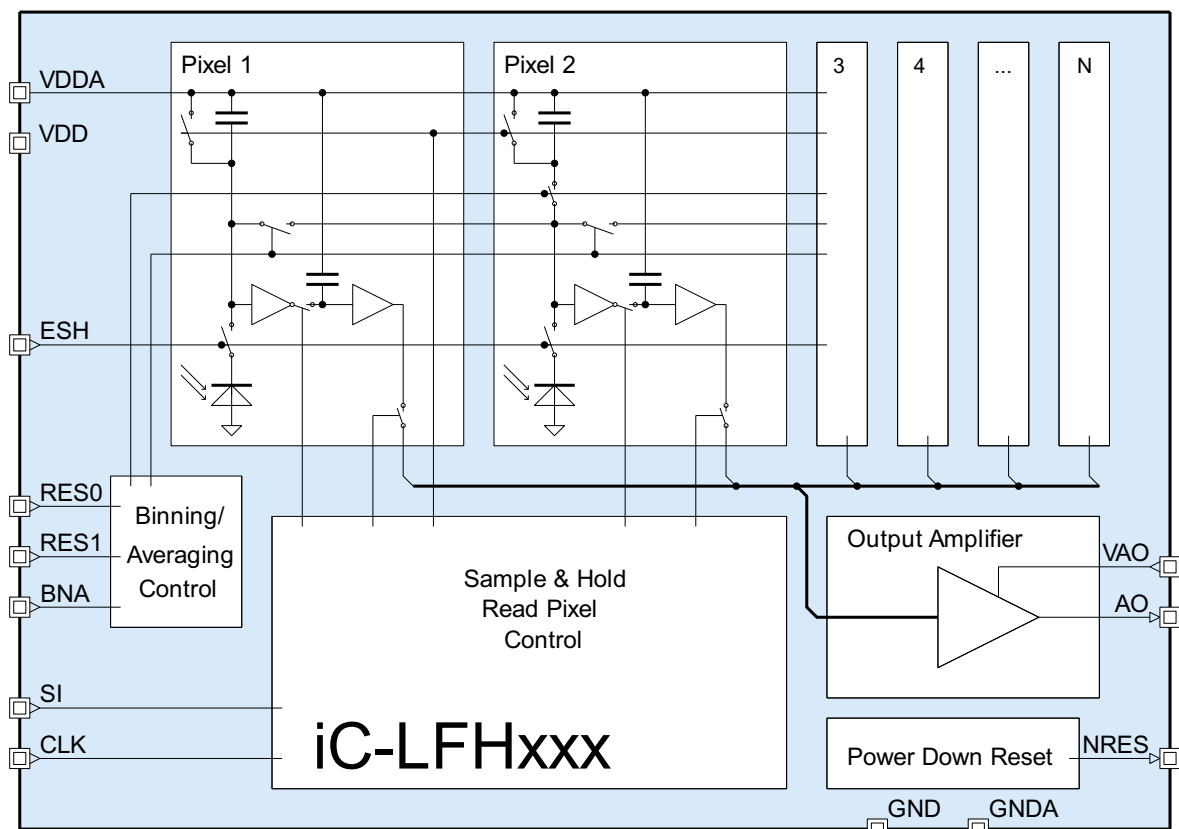 Pixel 1
Pixel 2
3
4
...
N
VDDA
VDD
ESH
RES0
RES1
BNA
Binning/
Averaging
Control
SI
CLK
Sample & Hold
Read Pixel
Control
iC-LFHxxx
Output Amplifier
VAO
AO
Power Down Reset
NRES
GND
GNDA